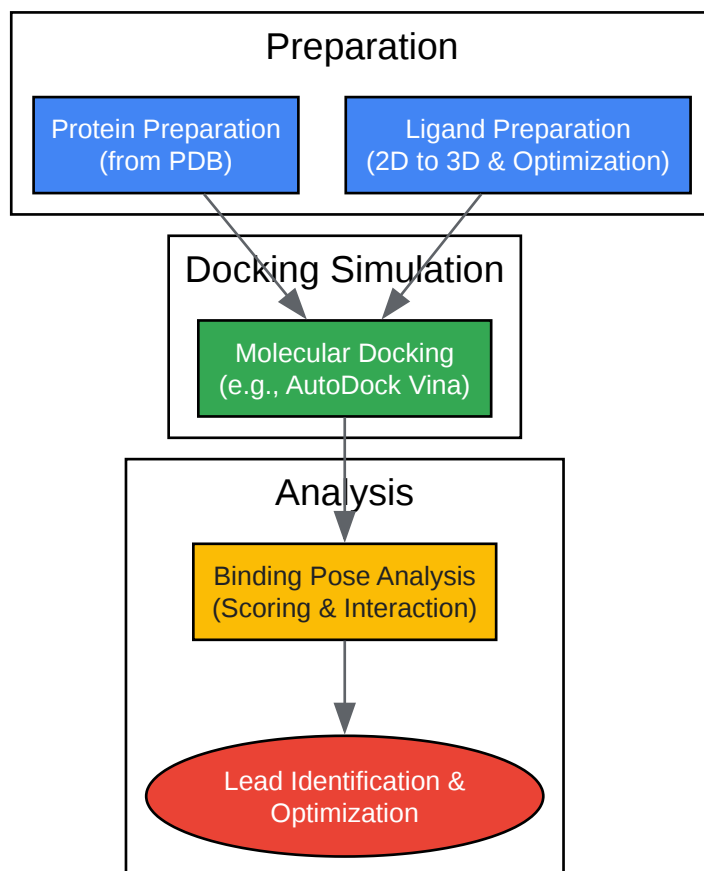 Preparation
Protein Preparation
(from PDB)
Ligand Preparation
(2D to 3D & Optimization)
Docking Simulation
Molecular Docking
(e.g., AutoDock Vina)
Analysis
Binding Pose Analysis
(Scoring & Interaction)
Lead Identification &
Optimization